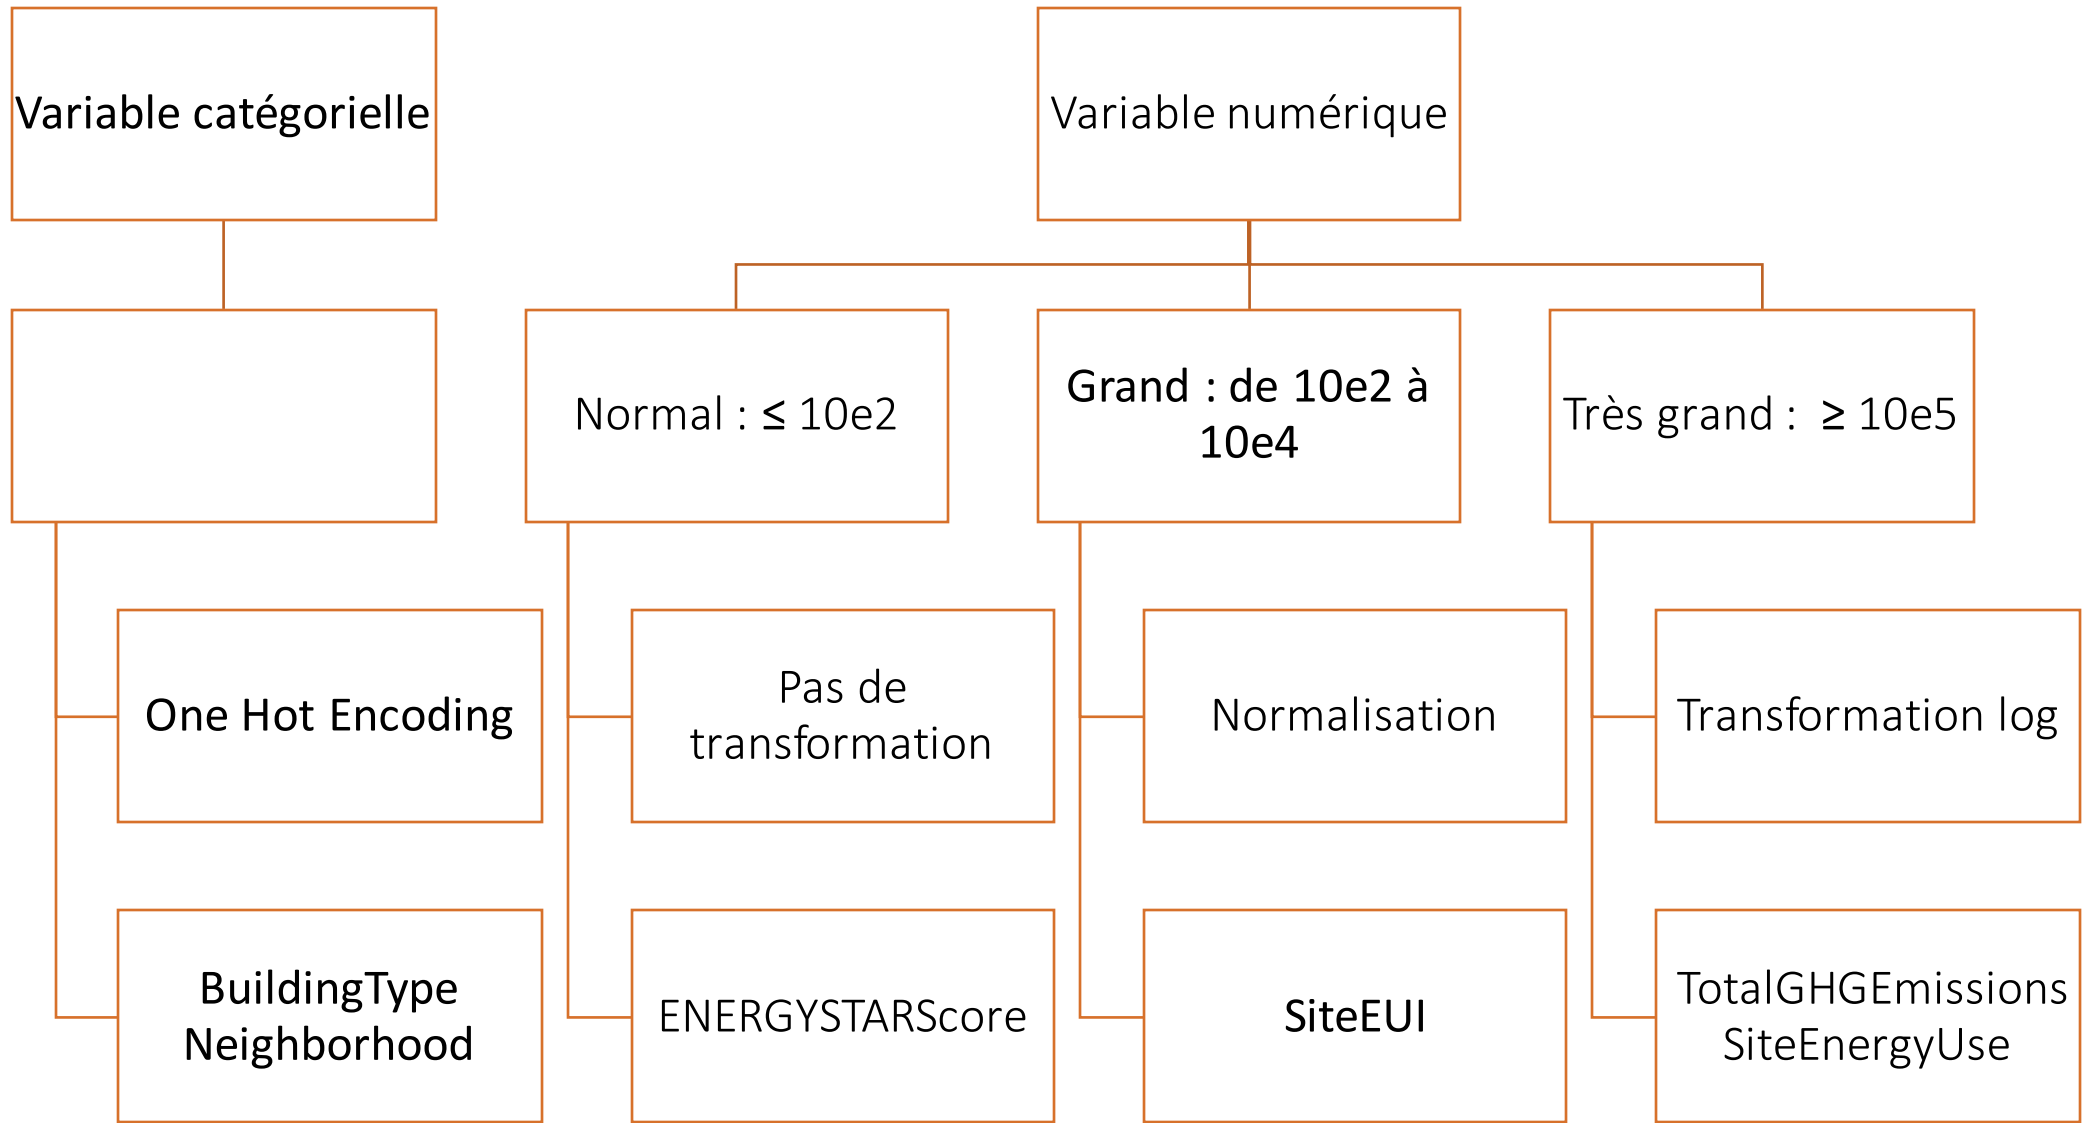 Variable catégorielle
Variable numérique
Normal : ≤ 10e2
Grand : de 10e2 à
10e4
Très grand :  ≥ 10e5
One Hot Encoding
Pas de
transformation
Normalisation
Transformation log
BuildingType
Neighborhood
ENERGYSTARScore
SiteEUI
TotalGHGEmissions
SiteEnergyUse